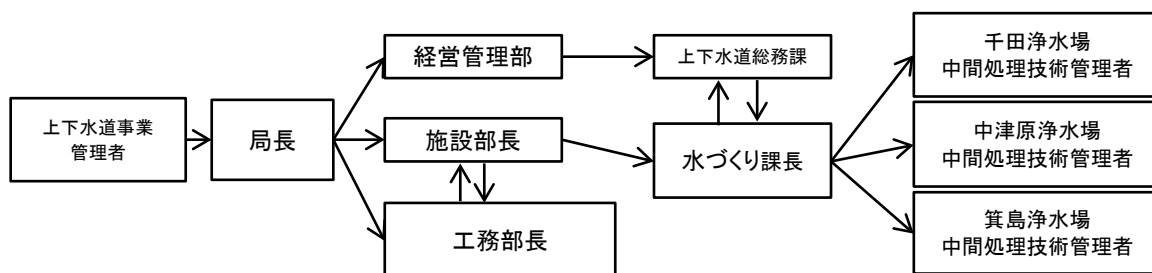 上下水道事業
管理者
局長
経営管理部
施設部長
工務部長
上下水道総務課
水づくり課長
千田浄水場
中間処理技術管理者
中津原浄水場
中間処理技術管理者
箕島浄水場
中間処理技術管理者